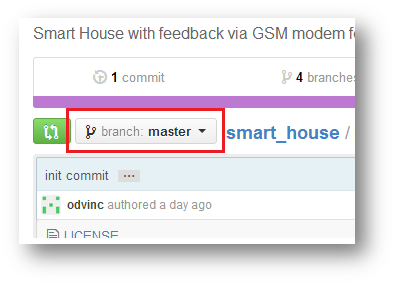 Smart House with feedback via GSM modem
1 commit
4 branches
branch: master
smart_house /
init commit ...
odvinc authored a day ago
LICENSE